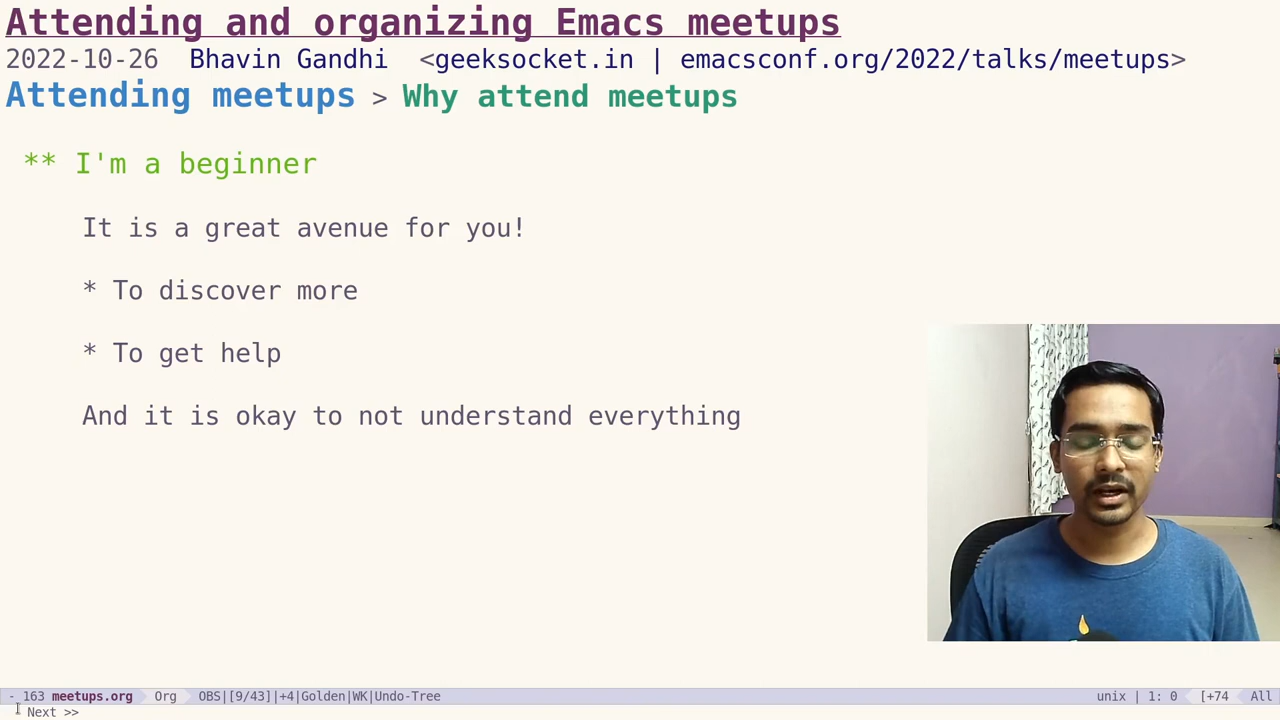 Attending and organizing Emacs meetups
2022-10-26 Bhavin Gandhi <geeksocket.in | emacsconf.org/2022/talks/meetups>
Attending meetups > Why attend meetups
** I'm a beginner
It is a great avenue for you!
* To discover more
* To get help
And it is okay to not understand everything
- 163 meetups.org Org OBS|[9/43]|+4|Golden|WK|Undo-Tree unix | 1: 0 [+74 All
Next >>